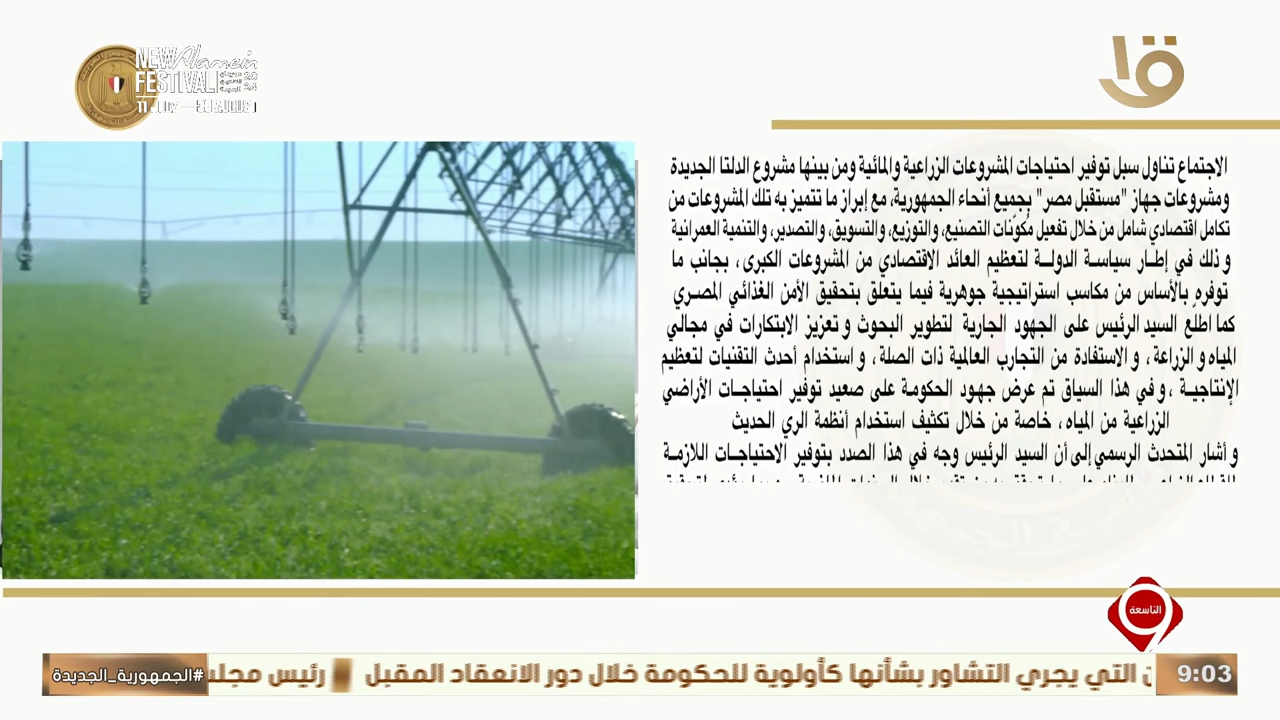 NEW Alamein
FESTIVAL
2024
11 JULY — 30 AUGUST
الاجتماع تناول سبل توفير احتياجات المشروعات الزراعية والمائية ومن بينها مشروع الدلتا الجديدة
ومشروعات جهاز "مستقبل مصر" بجميع أنحاء الجمهورية، مع إبراز ما تتميز به تلك المشروعات من
تكامل اقتصادي شامل من خلال تفعيل مكونات التصنيع، والتوزيع، والتسويق، والتصدير، والتنمية العمرانية
و ذلك في إطار سياسة الدولة لتعظيم العائد الاقتصادي من المشروعات الكبرى ، بجانب ما
توفره بالأساس من مكاسب استراتيجية جوهرية فيما يتعلق بتحقيق الأمن الغذائي المصري
كما اطلع السيد الرئيس على الجهود الجارية لتطوير البحوث و تعزيز الابتكارات في مجالي
المياه و الزراعة ، و الاستفادة من التجارب العالمية ذات الصلة ، و استخدام أحدث التقنيات لتعظيم
الإنتاجية ، و في هذا السياق تم عرض جهود الحكومة على صعيد توفير احتياجات الأراضي
الزراعية من المياه ، خاصة من خلال تكثيف استخدام أنظمة الري الحديث
و أشار المتحدث الرسمي إلى أن السيد الرئيس وجه في هذا الصدد بتوفير الاحتياجات اللازمة
التاسعة
9
التي يجري التشاور بشأنها كأولوية للحكومة خلال دور الانعقاد المقبل رئيس
#الجمهورية_الجديدة
9:03